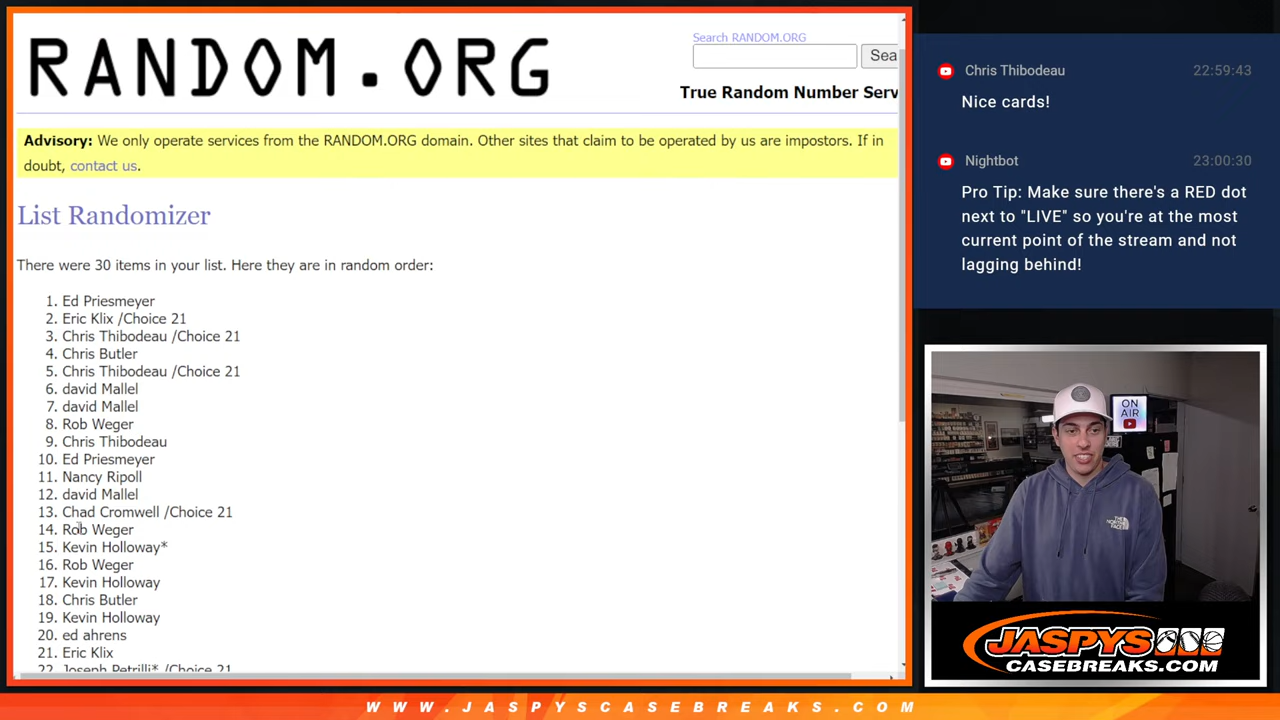 RANDOM.ORG
Search RANDOM.ORG
Sea
True Random Number Serv
Advisory: We only operate services from the RANDOM.ORG domain. Other sites that claim to be operated by us are impostors. If in
doubt, contact us.
List Randomizer
There were 30 items in your list. Here they are in random order:
1. Ed Priesmeyer
2. Eric Klix /Choice 21
3. Chris Thibodeau /Choice 21
4. Chris Butler
5. Chris Thibodeau /Choice 21
6. david Mallel
7. david Mallel
8. Rob Weger
9. Chris Thibodeau
10. Ed Priesmeyer
11. Nancy Ripoll
12. david Mallel
13. Chad Cromwell /Choice 21
14. Rob Weger
15. Kevin Holloway*
16. Rob Weger
17. Kevin Holloway
18. Chris Butler
19. Kevin Holloway
20. ed ahrens
21. Eric Klix
22. Joseph Petrilli* /Choice 21
Chris Thibodeau 22:59:43
Nice cards!
Nightbot 23:00:30
Pro Tip: Make sure there's a RED dot
next to "LIVE" so you're at the most
current point of the stream and not
lagging behind!
ON
AIR
THE
NORTH
FACE
JASPYS
CASEBREAKS.COM
WWW.JASPYSCASEBREAKS.COM